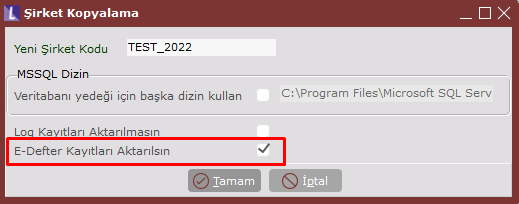 Şirket Kopyalama
Yeni Şirket Kodu TEST_2022
MSSQL Dizin
Veritabanı yedeği için başka dizin kullan C:\Program Files\Microsoft SQL Serv
Log Kayıtları Aktarılmasın
E-Defter Kayıtları Aktarılsın
Tamam İptal